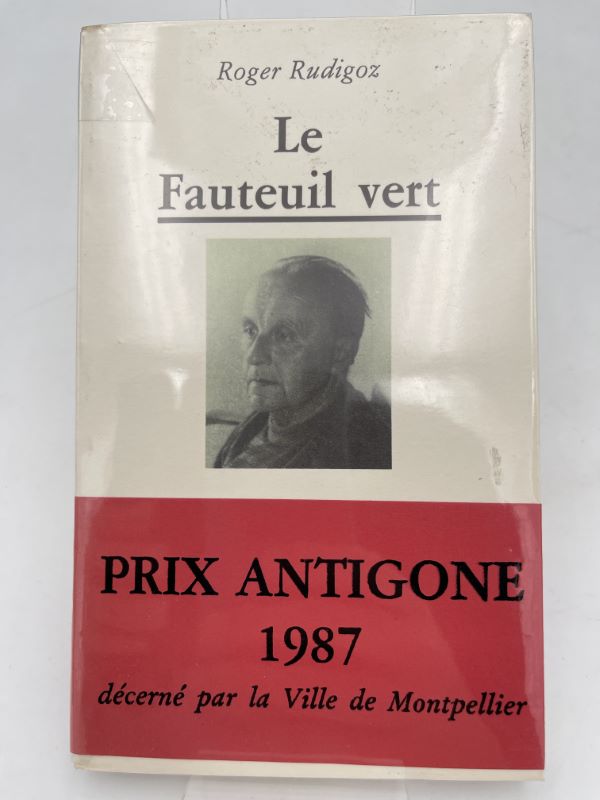 Roger Rudigoz
Le
Fauteuil vert
PRIX ANTIGONE
1987
décerné par la Ville de Montpellier